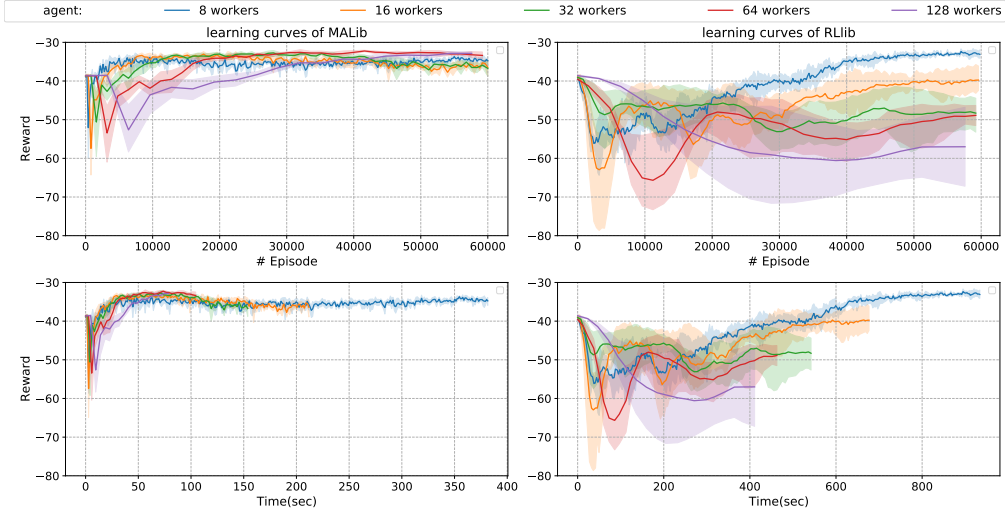 agent: 8 workers 16 workers 32 workers 64 workers 128 workers
learning curves of MALib
learning curves of RLlib
Reward
−30
−40
−50
−60
−70
−80
0 10000 20000 30000 40000 50000 60000
# Episode
−30
−40
−50
−60
−70
−80
0 10000 20000 30000 40000 50000 60000
# Episode
Reward
−30
−40
−50
−60
−70
−80
0 50 100 150 200 250 300 350 400
Time(sec)
−30
−40
−50
−60
−70
−80
0 200 400 600 800
Time(sec)